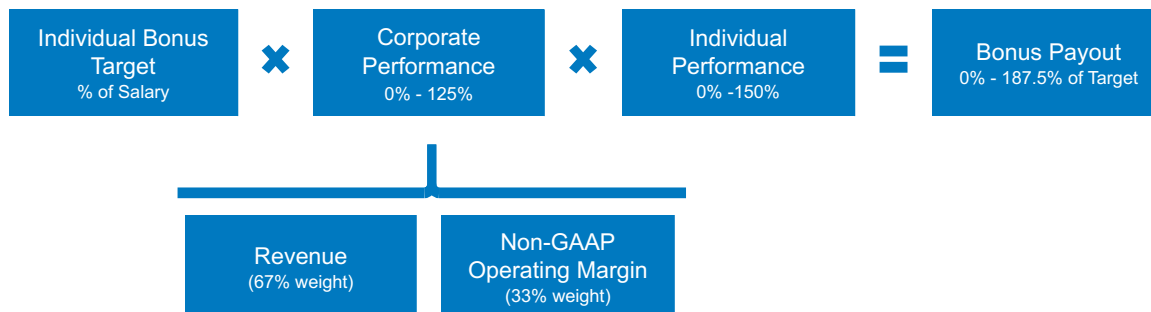 Individual Bonus
Target
% of Salary
Corporate
Performance
0% - 125%
Individual
Performance
0% -150%
Bonus Payout
0% - 187.5% of Target
Revenue
(67% weight)
Non-GAAP
Operating Margin
(33% weight)